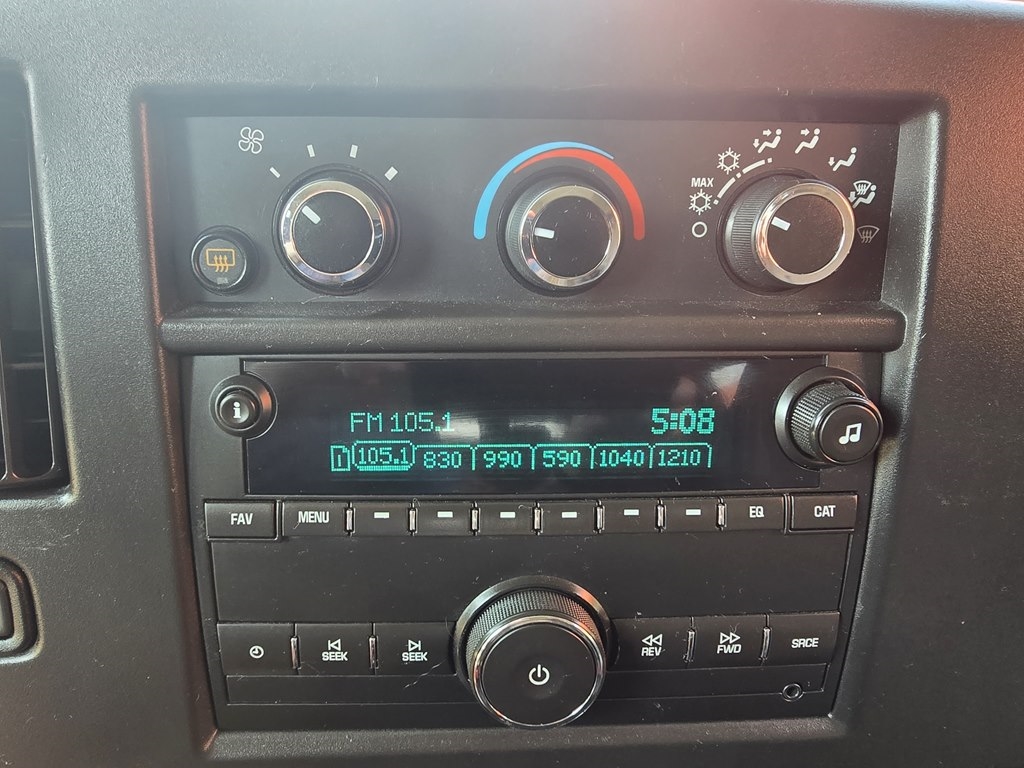 MAX
FM 105.1 5:08
1 105.1 830 990 590 1040 1210
FAV MENU EQ CAT
SEEK SEEK REV FWD SRCE